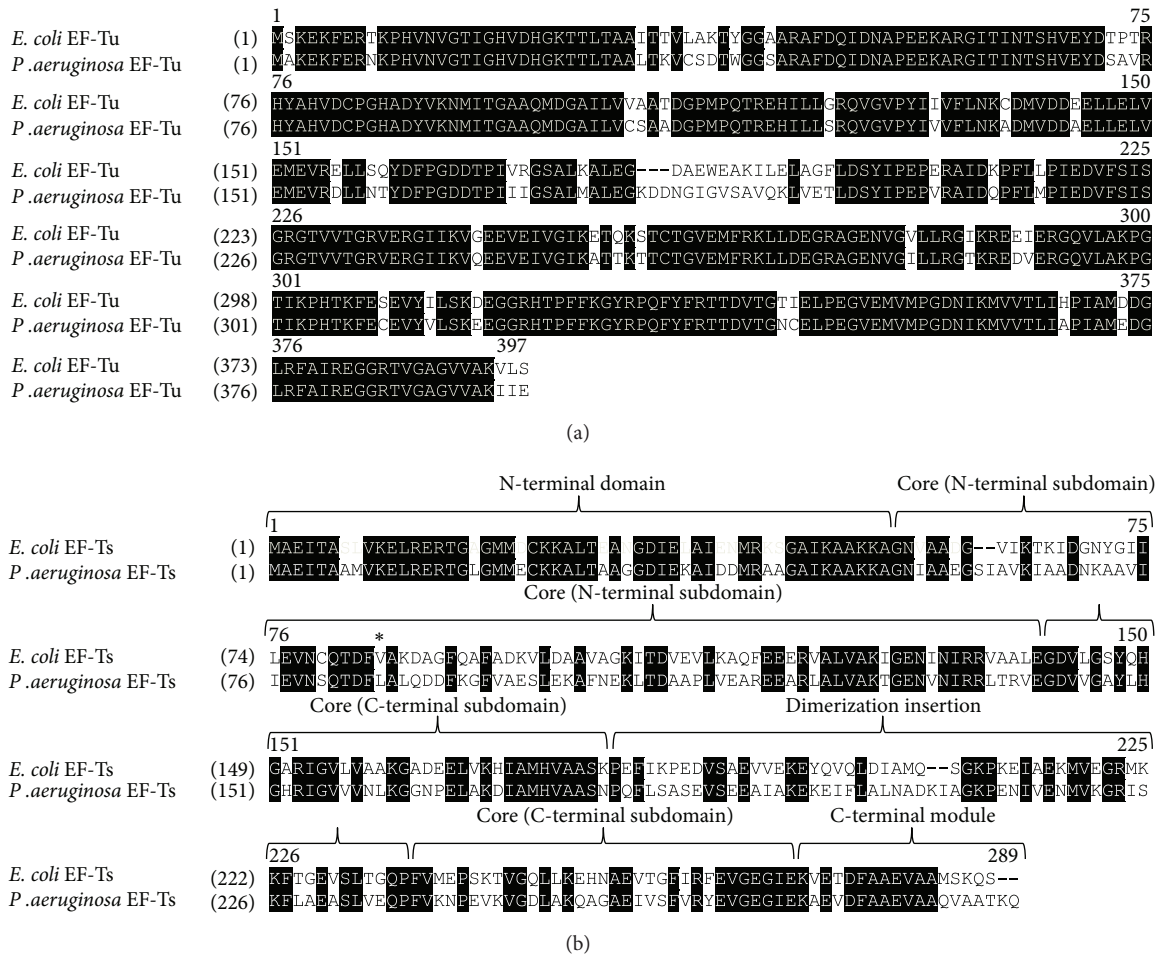 1 75
E. coli EF-Tu (1) MSKEKFERTKPHVNVGTIGHVDHGKTTLTAAITTVLAKTYGGAARAFDQIDNAPEEKARGITINTSHVEYDTPTR
P .aeruginosa EF-Tu (1) MAKEKFERNKPHVNVGTIGHVDHGKTTLTAALTKVCSDTWGGSARAFDQIDNAPEEKARGITINTSHVEYDSAVR
76 150
E. coli EF-Tu (76) HYAHVDCPGHADYVKNMITGAAQMDGAILVVAATDGPMPQTREHILLGRQVGVPYIIVFLNKCDMVDDEELLELV
P .aeruginosa EF-Tu (76) HYAHVDCPGHADYVKNMITGAAQMDGAILVCSAADGPMPQTREHILLSRQVGVPYIVVFLNKADMVDDAELLELV
151 225
E. coli EF-Tu (151) EMEVRELLSQYDFPGDDTPIVRGSALKALEG---DAEWEAKILELAGFLDSYIPEPERAIDKPFLLPIEDVFSIS
P .aeruginosa EF-Tu (151) EMEVRDLLNTYDFPGDDTPIIIGSALMALEGKDDNGIGVSAVQKLVETLDSYIPEPVRAIDQPFLMPIEDVFSIS
226 300
E. coli EF-Tu (223) GRGTVVTGRVERGIIKVGEEVEIVGIKETQKSTCTGVEMFRKLLDEGRAGENVGVLLRGIKREEIERGQVLAKPG
P .aeruginosa EF-Tu (226) GRGTVVTGRVERGIIKVQEEVEIVGIKATTKTTCTGVEMFRKLLDEGRAGENVGILLRGTKREDVERGQVLAKPG
301 375
E. coli EF-Tu (298) TIKPHTKFESEVYILSKDEGGRHTPFFKGYRPQFYFRTTDVTGTIELPEGVEMVMPGDNIKMVVTLIHPIAMDDG
P .aeruginosa EF-Tu (301) TIKPHTKFECEVYVLSKEEGGRHTPFFKGYRPQFYFRTTDVTGNCELPEGVEMVMPGDNIKMVVTLIAPIAMEDG
376 397
E. coli EF-Tu (373) LRFAIREGGRTVGAGVVAKVLS
P .aeruginosa EF-Tu (376) LRFAIREGGRTVGAGVVAKIIE
(a)
N-terminal domain Core (N-terminal subdomain)
1 75
E. coli EF-Ts (1) MAEITASLVKELRERTGAGMMDCKKALTEANGDIELAIENMRKSGAIKAAKKAGNVAADG--VIKTKIDGNYGII
P .aeruginosa EF-Ts (1) MAEITAAMVKELRERTGLGMMECKKALTAAGGDIEKAIDDMRAAGAIKAAKKAGNIAAEGSIAVKIAADNKAAVI
Core (N-terminal subdomain)
76 * 150
E. coli EF-Ts (74) LEVNCQTDFVAKDAGFQAFADKVLDAAVAGKITDVEVLKAQFEEERVALVAKIGENINIRRVAALEGDVLGSYQH
P .aeruginosa EF-Ts (76) IEVNSQTDFLALQDDFKGFVAESLEKAFNEKLTDAAPLVEAREEARLALVAKTGENVNIRRLTRVEGDVVGAYLH
Core (C-terminal subdomain) Dimerization insertion
151 225
E. coli EF-Ts (149) GARIGVLVAAKGADEELVKHIAMHVAASKPEFIKPEDVSAEVVEKEYQVQLDIAMQ--SGKPKEIAEKMVEGRMK
P .aeruginosa EF-Ts (151) GHRIGVVVNLKGGNPELAKDIAMHVAASNPQFLSASEVSEEAIAKEKEIFLALNADKIAGKPENIVENMVKGRIS
Core (C-terminal subdomain) C-terminal module
226 289
E. coli EF-Ts (222) KFTGEVSLTGQPFVMEPSKTVGQLLKEHNAEVTGFIRFEVGEGIEKVETDFAAEVAAMSKQS--
P .aeruginosa EF-Ts (226) KFLAEASLVEQPFVKNPEVKVGDLAKQAGAEIVSFVRYEVGEGIEKAEVDFAAEVAAQVAATKQ
(b)